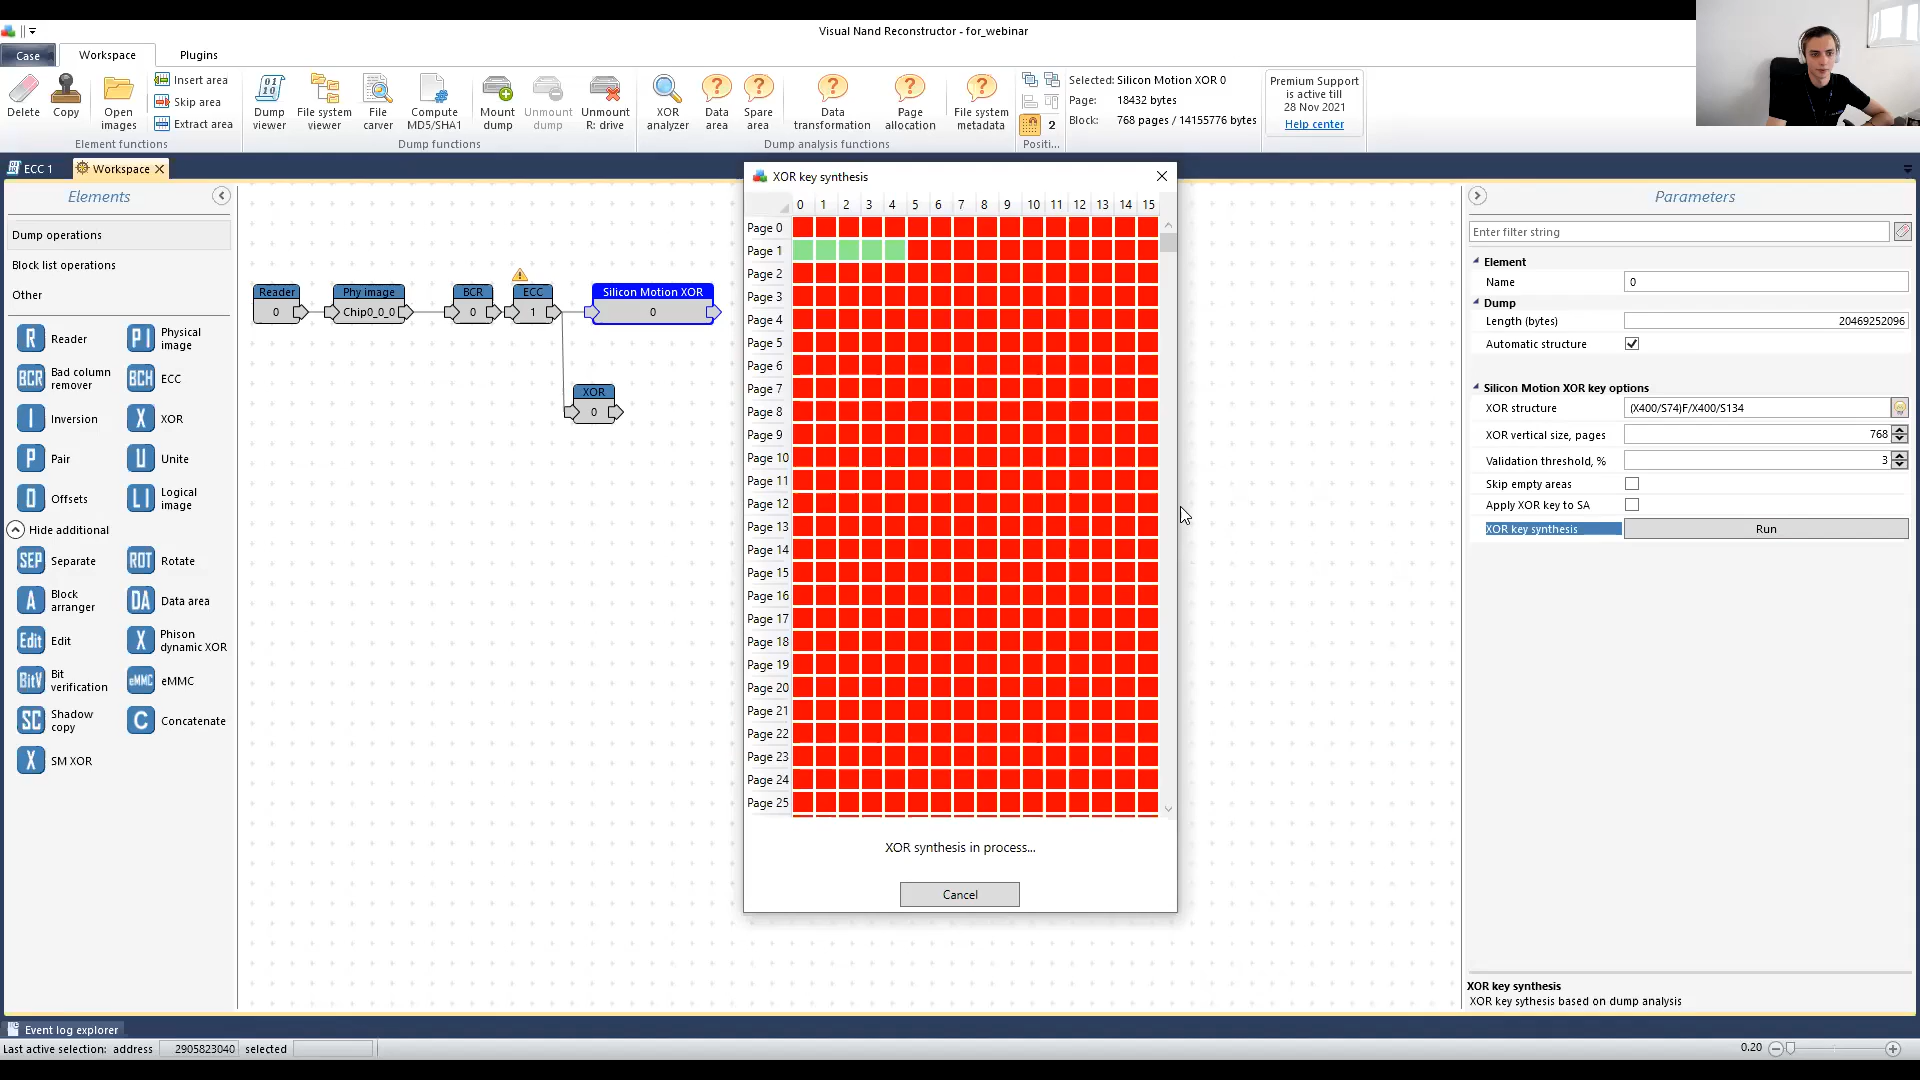 Visual Nand Reconstructor - for_webinar
Case
Workspace
Plugins
Delete
Copy
Open images
Insert area
Skip area
Extract area
Element functions
Dump viewer
File system viewer
File carver
Compute MD5/SHA1
Mount dump
Unmount dump
Unmount R: drive
Dump functions
XOR analyzer
Data area
Spare area
Data transformation
Page allocation
File system metadata
Dump analysis functions
2
Positi...
Selected: Silicon Motion XOR 0
Page: 18432 bytes
Block: 768 pages / 14155776 bytes
Premium Support
is active till
28 Nov 2021
Help center
ECC 1
Workspace
Elements
Dump operations
Block list operations
Other
R Reader
PI Physical image
BCR Bad column remover
BCH ECC
I Inversion
X XOR
P Pair
U Unite
O Offsets
LI Logical image
Hide additional
SEP Separate
ROT Rotate
A Block arranger
DA Data area
Edit Edit
X Phison dynamic XOR
BitV Bit verification
eMMC eMMC
SC Shadow copy
C Concatenate
X SM XOR
Reader
0
Phy image
Chip0_0_0
BCR
0
ECC
1
Silicon Motion XOR
0
XOR
0
XOR key synthesis
0 1 2 3 4 5 6 7 8 9 10 11 12 13 14 15
Page 0
Page 1
Page 2
Page 3
Page 4
Page 5
Page 6
Page 7
Page 8
Page 9
Page 10
Page 11
Page 12
Page 13
Page 14
Page 15
Page 16
Page 17
Page 18
Page 19
Page 20
Page 21
Page 22
Page 23
Page 24
Page 25
XOR synthesis in process...
Cancel
Parameters
Enter filter string
Element
Name 0
Dump
Length (bytes) 20469252096
Automatic structure
Silicon Motion XOR key options
XOR structure (X400/S74)F/X400/S134
XOR vertical size, pages 768
Validation threshold, % 3
Skip empty areas
Apply XOR key to SA
XOR key synthesis Run
XOR key synthesis
XOR key sythesis based on dump analysis
Event log explorer
Last active selection: address 2905823040 selected
0.20